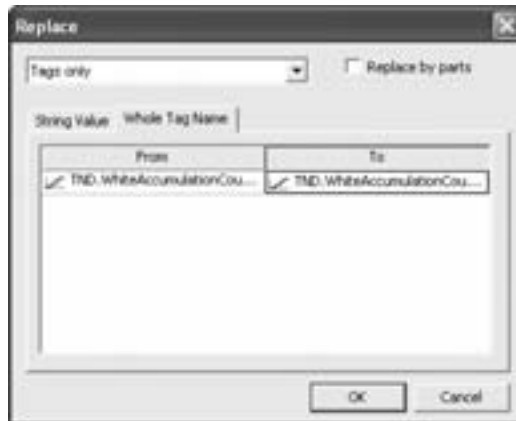 Replace
Tags only
Replace by parts
String Value Whole Tag Name
From To
TND.WhiteAccumulationCou... TND.WhiteAccumulationCou...
OK Cancel